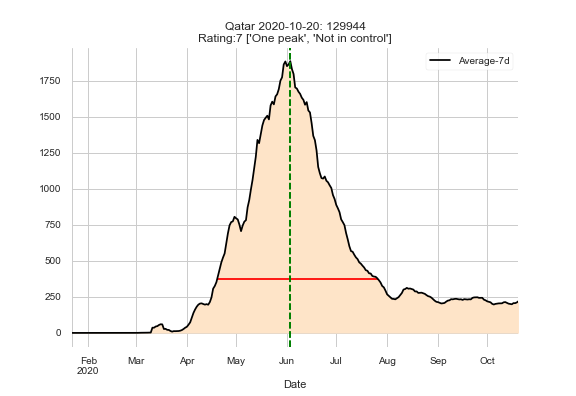 Qatar 2020-10-20: 129944
Rating:7 ['One peak', 'Not in control']
Average-7d
1750
1500
1250
1000
750
500
250
0
Feb
2020
Mar
Apr
May
Jun
Jul
Aug
Sep
Oct
Date